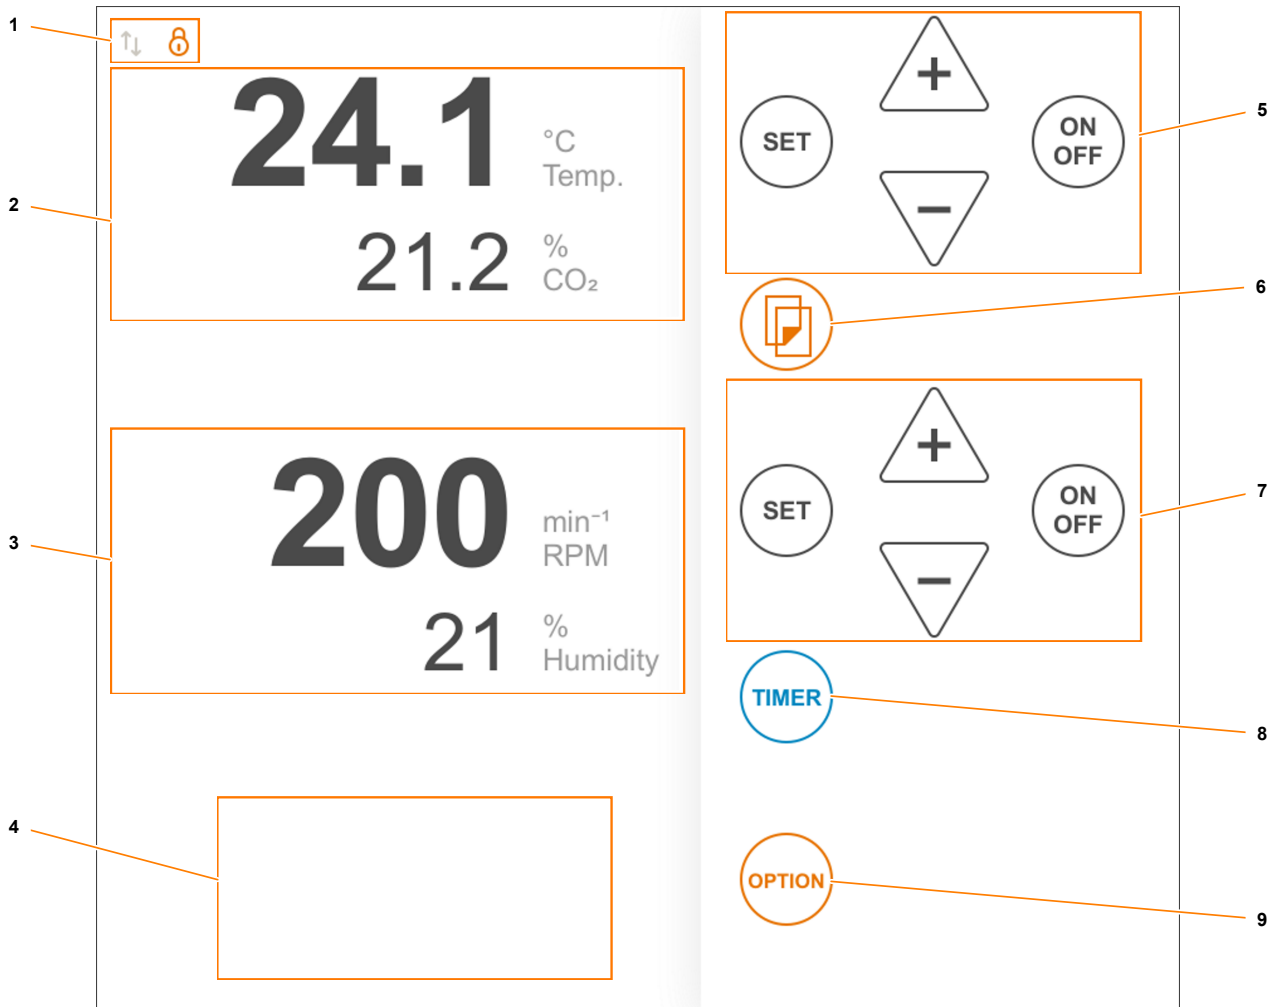 1
24.1 °C
Temp.
2
21.2 %
CO₂
200 min⁻¹
RPM
3
21 %
Humidity
4
+
SET
ON
OFF
5
−
6
+
SET
ON
OFF
7
−
TIMER
8
OPTION
9